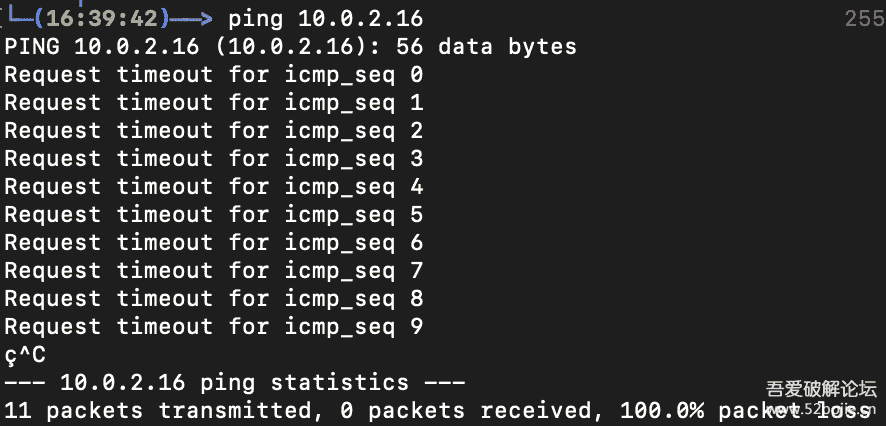 └─(16:39:42)──> ping 10.0.2.16 255
PING 10.0.2.16 (10.0.2.16): 56 data bytes
Request timeout for icmp_seq 0
Request timeout for icmp_seq 1
Request timeout for icmp_seq 2
Request timeout for icmp_seq 3
Request timeout for icmp_seq 4
Request timeout for icmp_seq 5
Request timeout for icmp_seq 6
Request timeout for icmp_seq 7
Request timeout for icmp_seq 8
Request timeout for icmp_seq 9
ç^C
--- 10.0.2.16 ping statistics ---
吾爱破解论坛
11 packets transmitted, 0 packets received, 100.0% packet loss
www.52pojie.cn